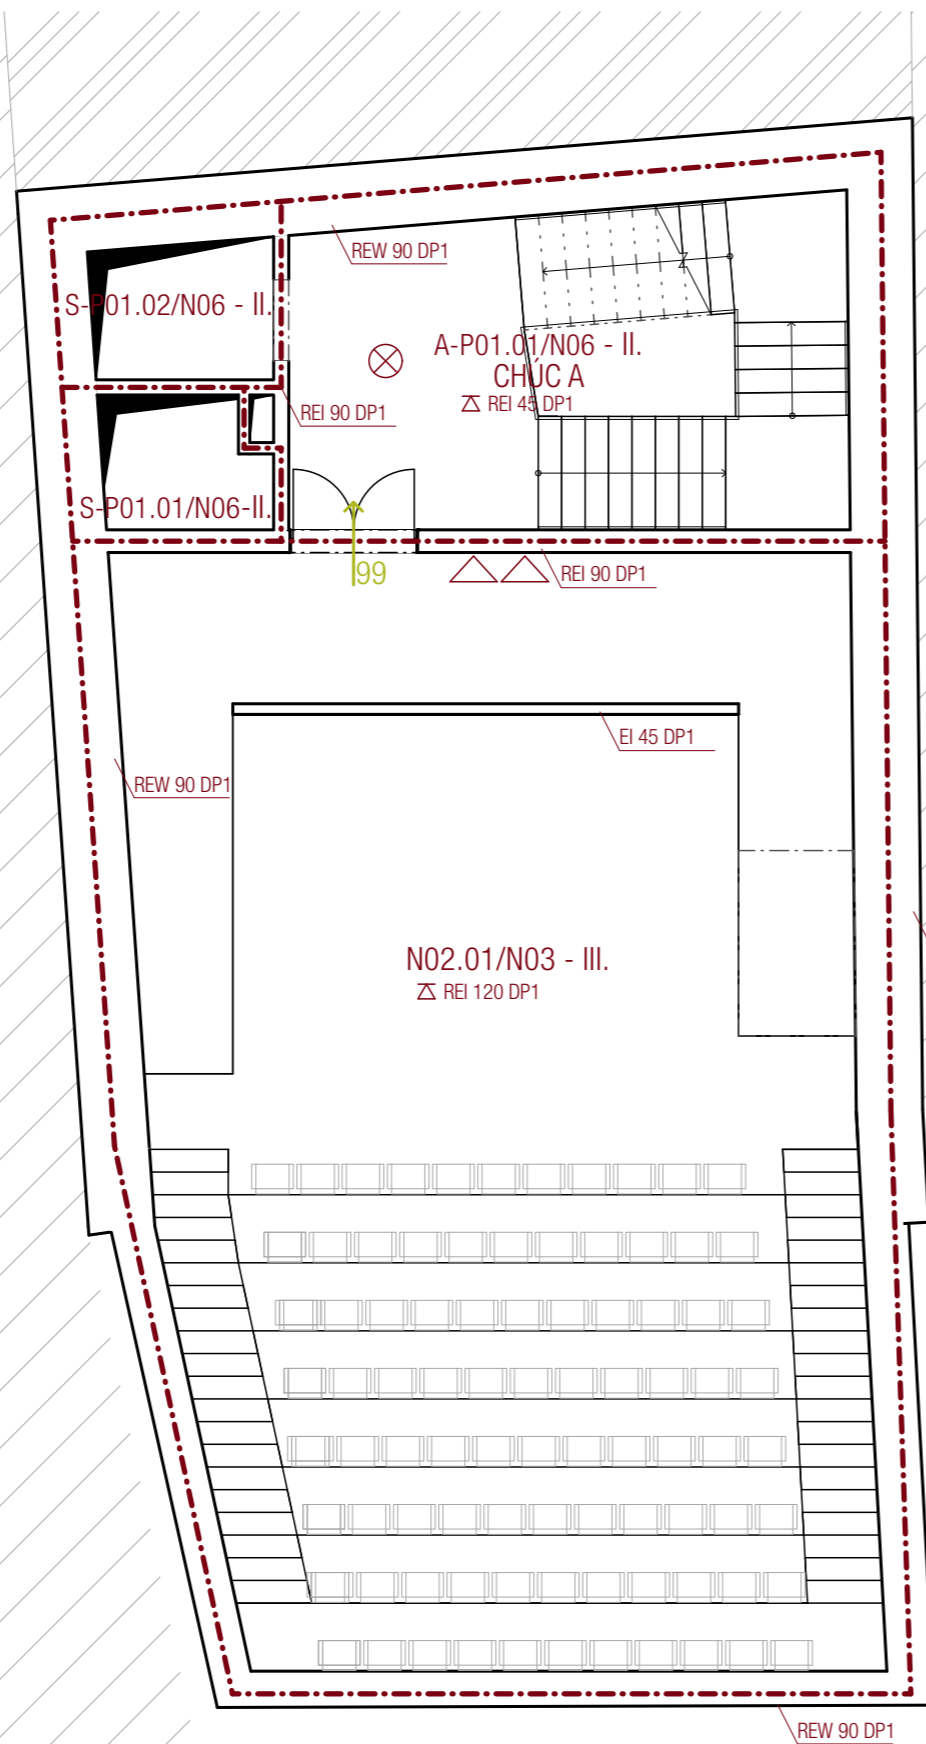 REW 90 DP1
S-P01.02/N06 - II.
A-P01.01/N06 - II.
CHÚC A
REI 45 DP1
REI 90 DP1
S-P01.01/N06-II.
99
REI 90 DP1
EI 45 DP1
REW 90 DP1
N02.01/N03 - III.
REI 120 DP1
REW 90 DP1